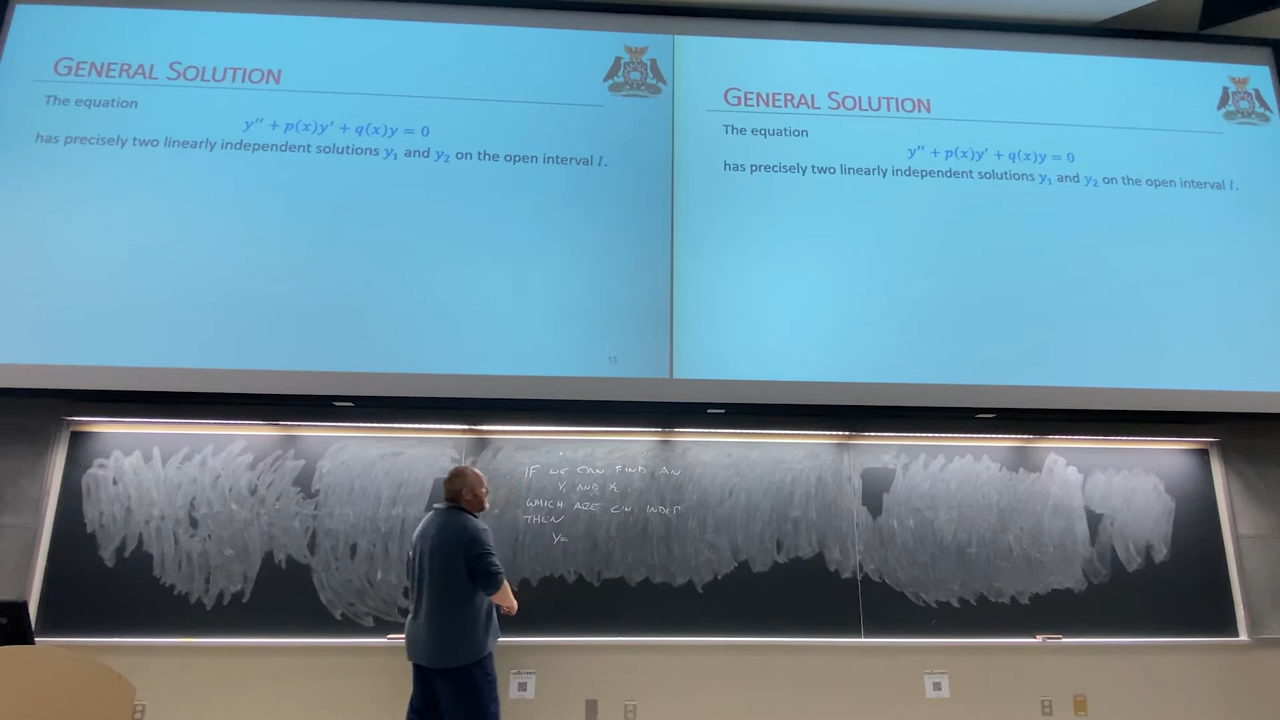 GENERAL SOLUTION
The equation
y″ + p(x)y′ + q(x)y = 0
has precisely two linearly independent solutions y₁ and y₂ on the open interval I.
13
GENERAL SOLUTION
The equation
y″ + p(x)y′ + q(x)y = 0
has precisely two linearly independent solutions y₁ and y₂ on the open interval I.
IF WE CAN FIND AN
Y₁ AND Y₂
WHICH ARE LIN INDEP
THEN
Y=